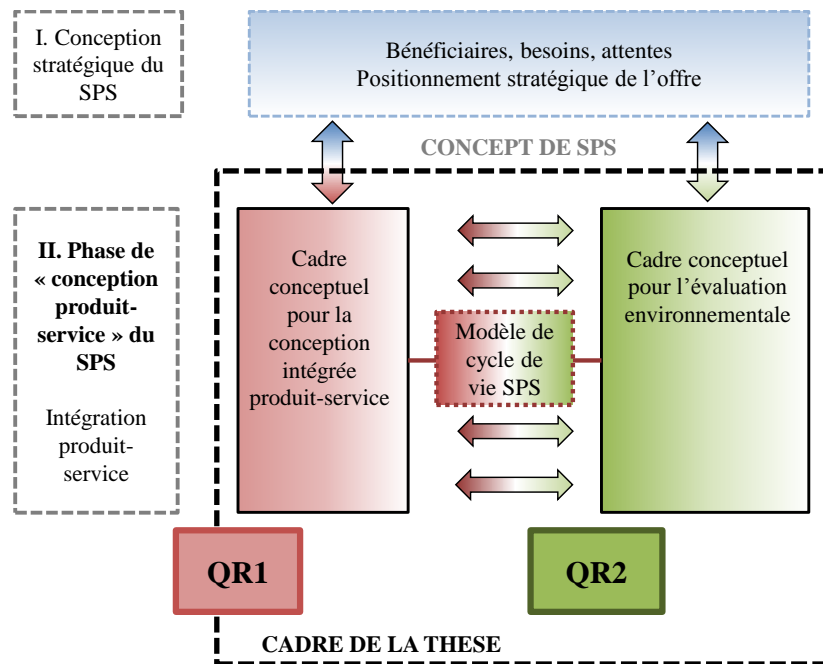 I. Conception
stratégique du
SPS
Bénéficiaires, besoins, attentes
Positionnement stratégique de l’offre
CONCEPT DE SPS
II. Phase de
« conception
produit-
service » du
SPS
Intégration
produit-
service
Cadre
conceptuel
pour la
conception
intégrée
produit-service
Modèle de
cycle de
vie SPS
Cadre conceptuel
pour l’évaluation
environnementale
QR1
QR2
CADRE DE LA THESE